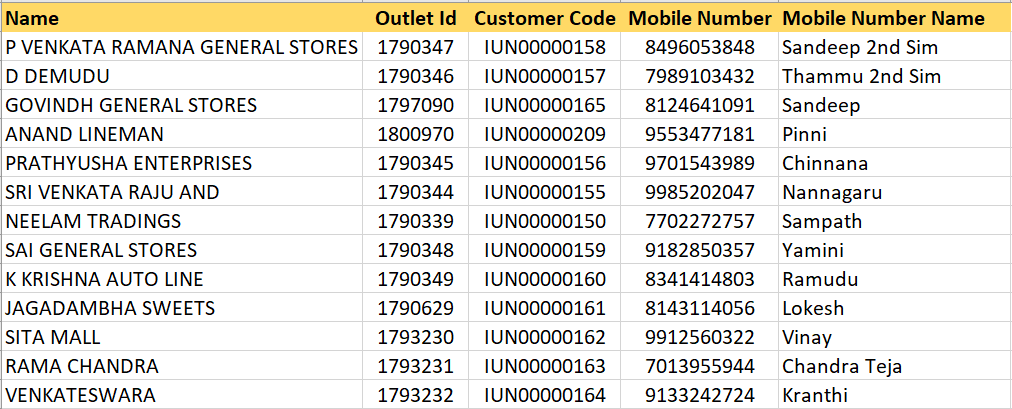 Name Outlet Id Customer Code Mobile Number Mobile Number Name
P VENKATA RAMANA GENERAL STORES 1790347 IUN00000158 8496053848 Sandeep 2nd Sim
D DEMUDU 1790346 IUN00000157 7989103432 Thammu 2nd Sim
GOVINDH GENERAL STORES 1797090 IUN00000165 8124641091 Sandeep
ANAND LINEMAN 1800970 IUN00000209 9553477181 Pinni
PRATHYUSHA ENTERPRISES 1790345 IUN00000156 9701543989 Chinnana
SRI VENKATA RAJU AND 1790344 IUN00000155 9985202047 Nannagaru
NEELAM TRADINGS 1790339 IUN00000150 7702272757 Sampath
SAI GENERAL STORES 1790348 IUN00000159 9182850357 Yamini
K KRISHNA AUTO LINE 1790349 IUN00000160 8341414803 Ramudu
JAGADAMBHA SWEETS 1790629 IUN00000161 8143114056 Lokesh
SITA MALL 1793230 IUN00000162 9912560322 Vinay
RAMA CHANDRA 1793231 IUN00000163 7013955944 Chandra Teja
VENKATESWARA 1793232 IUN00000164 9133242724 Kranthi